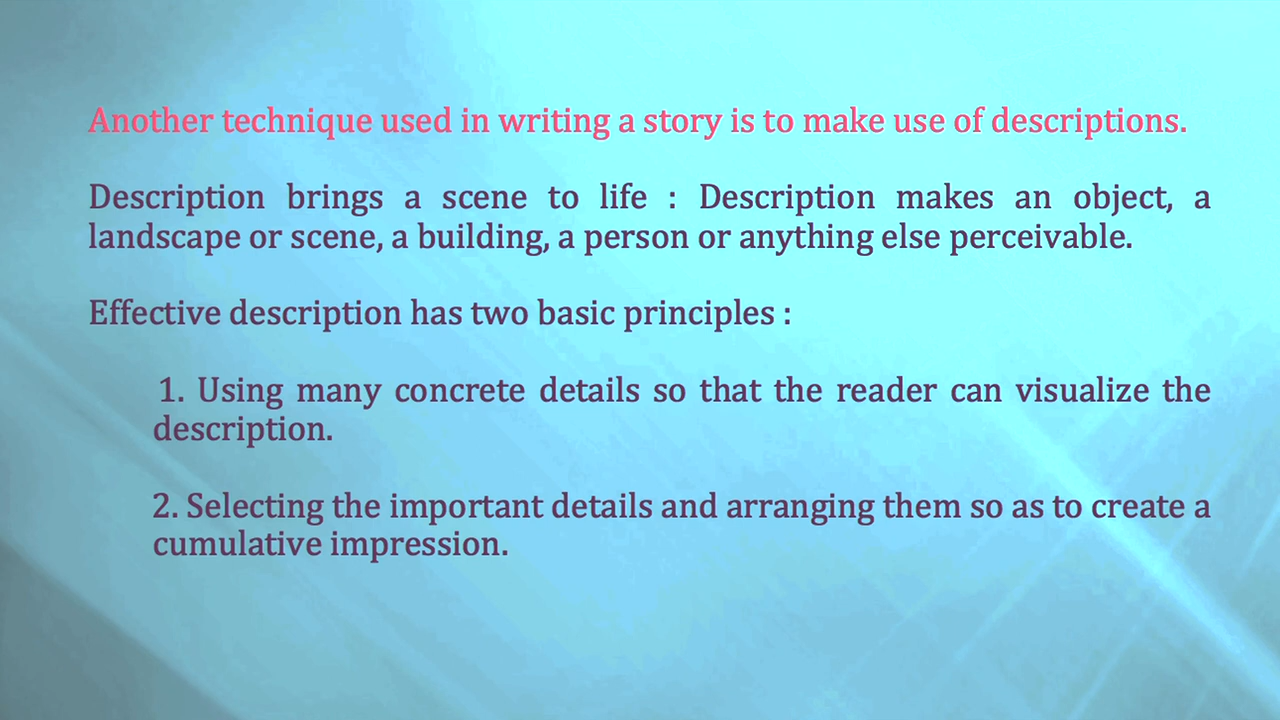 Another technique used in writing a story is to make use of descriptions.
Description brings a scene to life : Description makes an object, a
landscape or scene, a building, a person or anything else perceivable.
Effective description has two basic principles :
1. Using many concrete details so that the reader can visualize the
description.
2. Selecting the important details and arranging them so as to create a
cumulative impression.